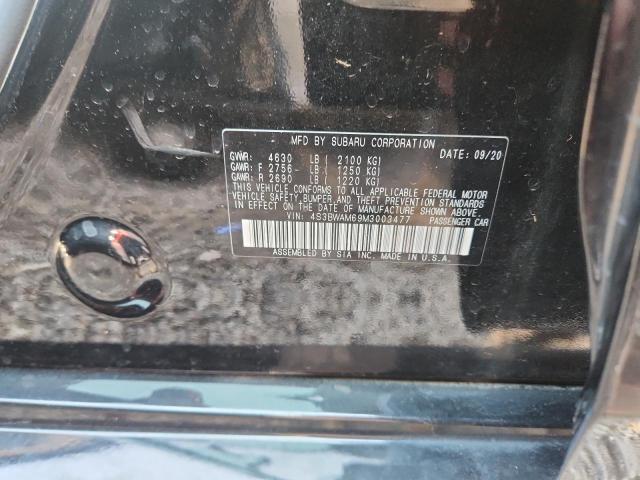 MFD BY SUBARU CORPORATION DATE: 09/20
GVWR: 4630 LB ( 2100 KG)
GAWR: F 2756 LB ( 1250 KG)
GAWR: R 2690 LB ( 1220 KG)
THIS VEHICLE CONFORMS TO ALL APPLICABLE FEDERAL MOTOR
VEHICLE SAFETY, BUMPER, AND THEFT PREVENTION STANDARDS
IN EFFECT ON THE DATE OF MANUFACTURE SHOWN ABOVE.
VIN: 4S3BWAM69M3003477 PASSENGER CAR
ASSEMBLED BY SIA INC. MADE IN U.S.A.